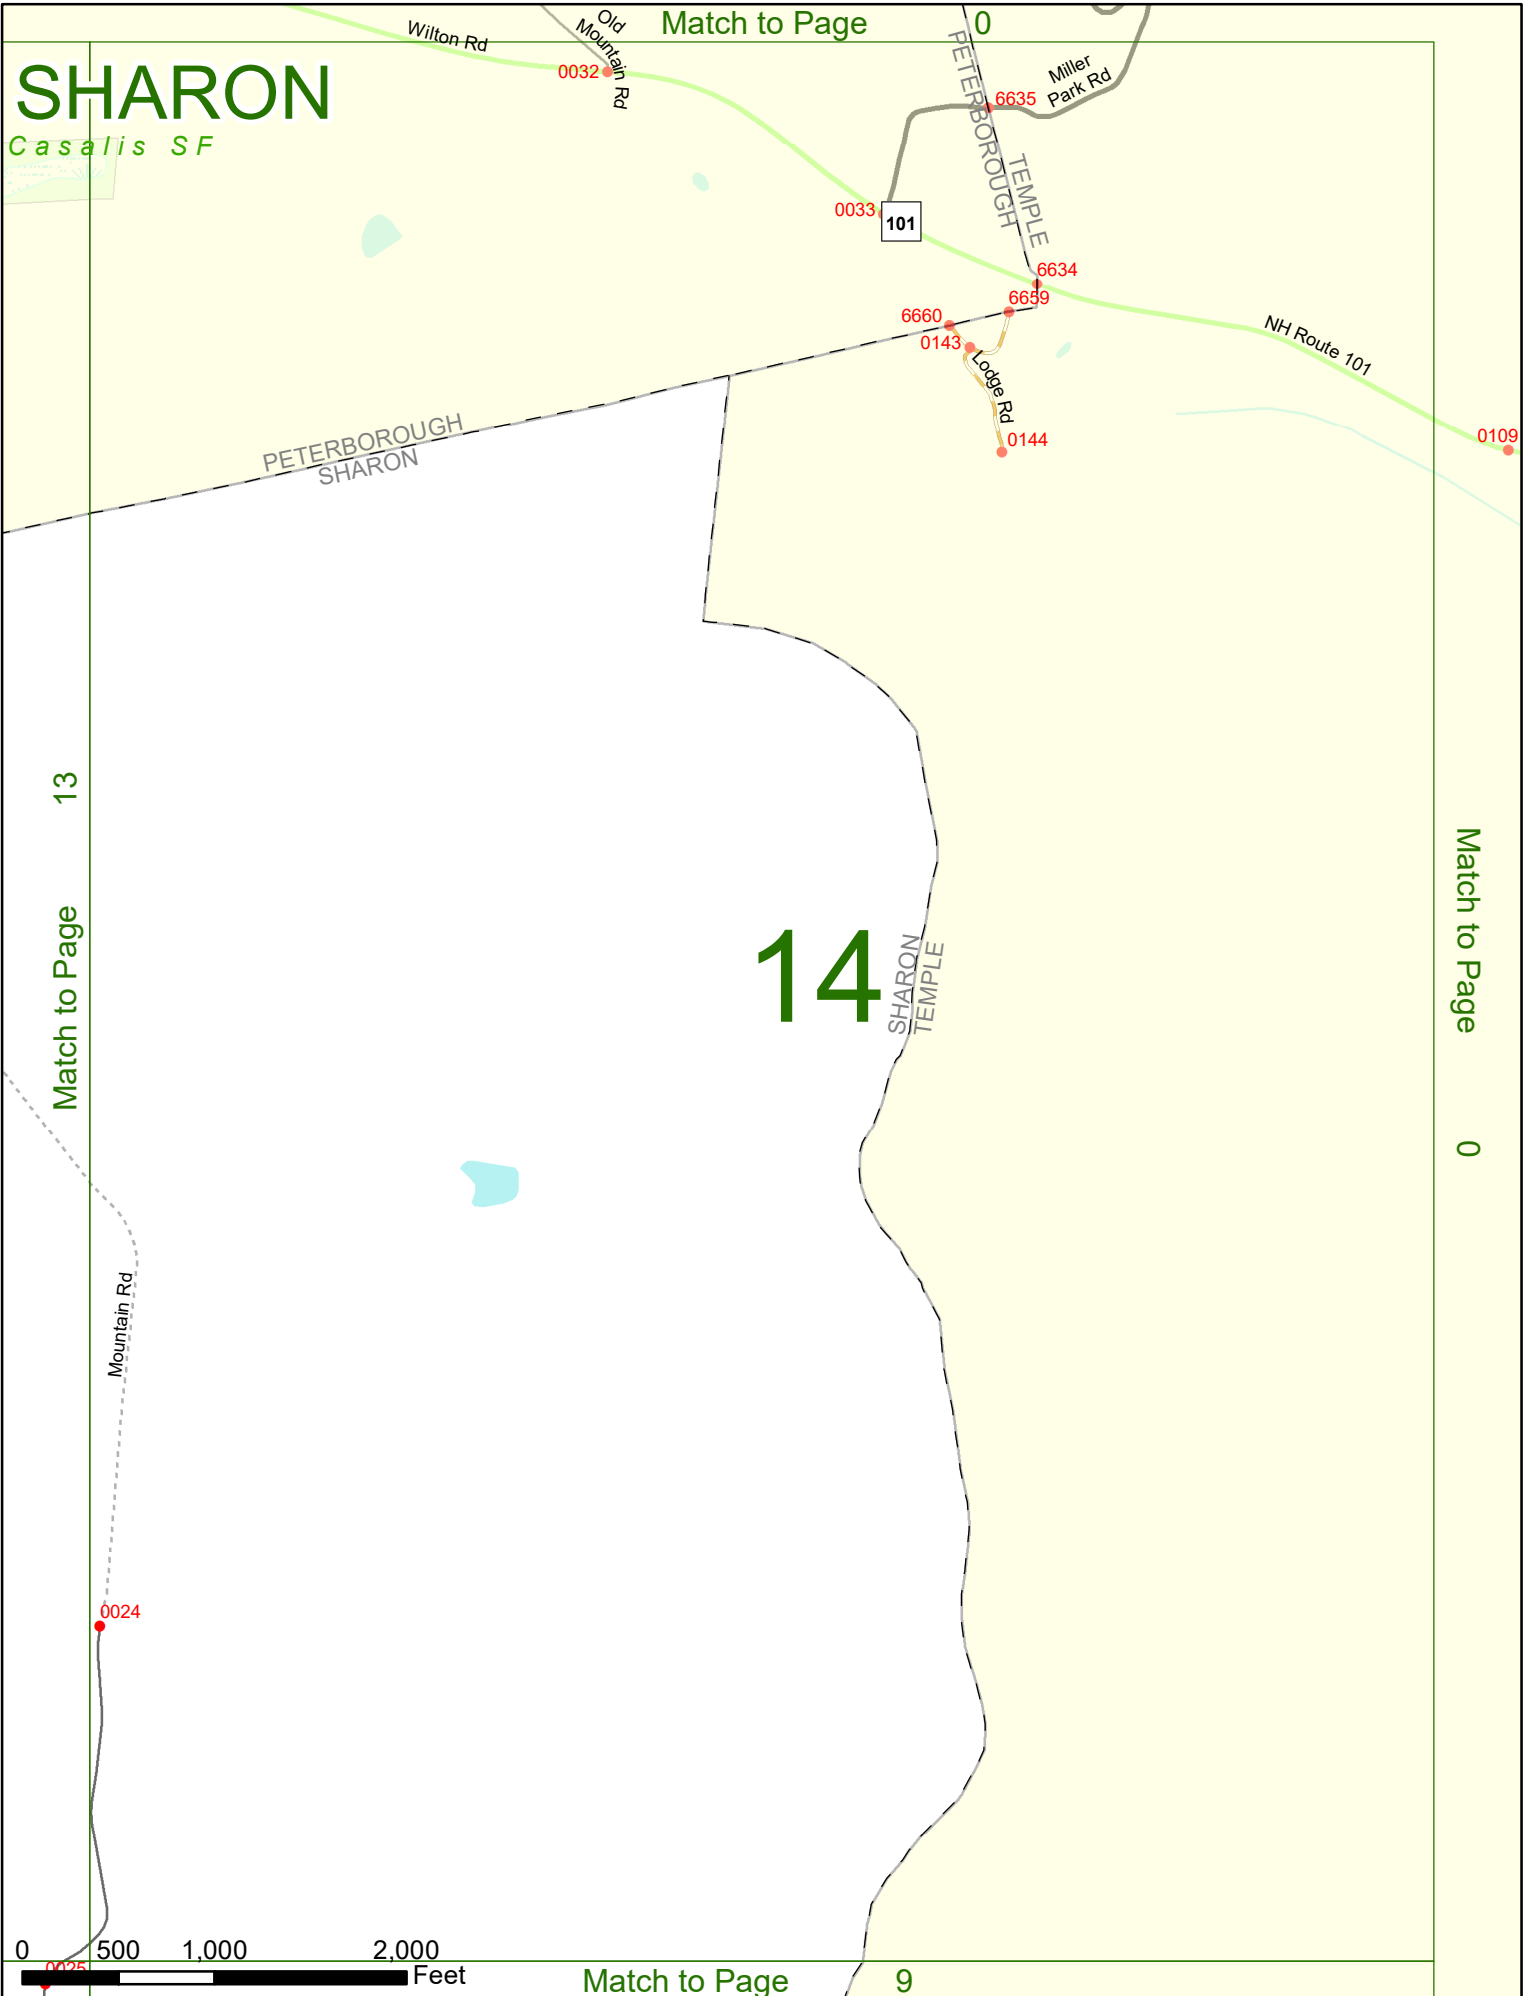 Match to Page 0
Wilton Rd
Old
Mountain Rd
0032
SHARON
Casalis SF
PETERBOROUGH
TEMPLE
Miller
Park Rd
6635
0033
101
6634
6659
6660
0143
Lodge Rd
0144
NH Route 101
0109
PETERBOROUGH
SHARON
Match to Page 13
14
SHARON
TEMPLE
Match to Page 0
Mountain Rd
0024
0025
0 500 1,000 2,000
Feet
Match to Page 9